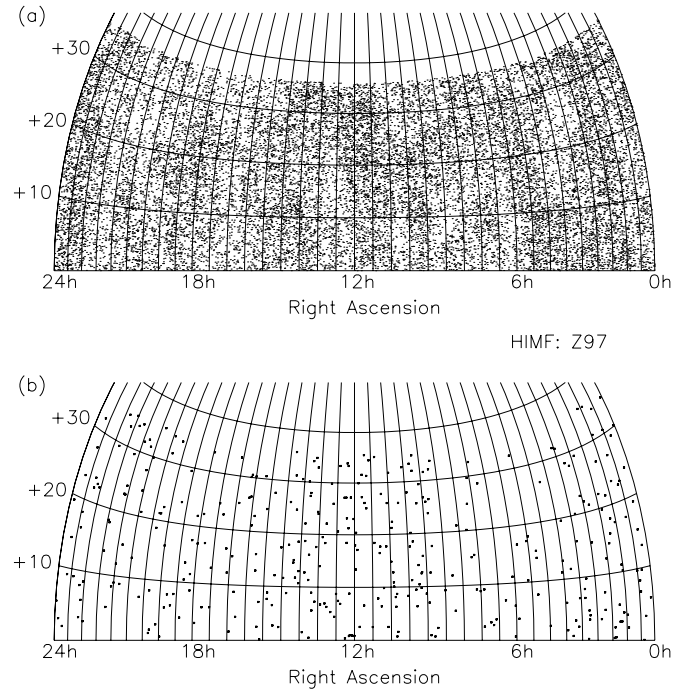 (a)
+30
+20
+10
24h 18h 12h 6h 0h
Right Ascension
HIMF: Z97
(b)
+30
+20
+10
24h 18h 12h 6h 0h
Right Ascension